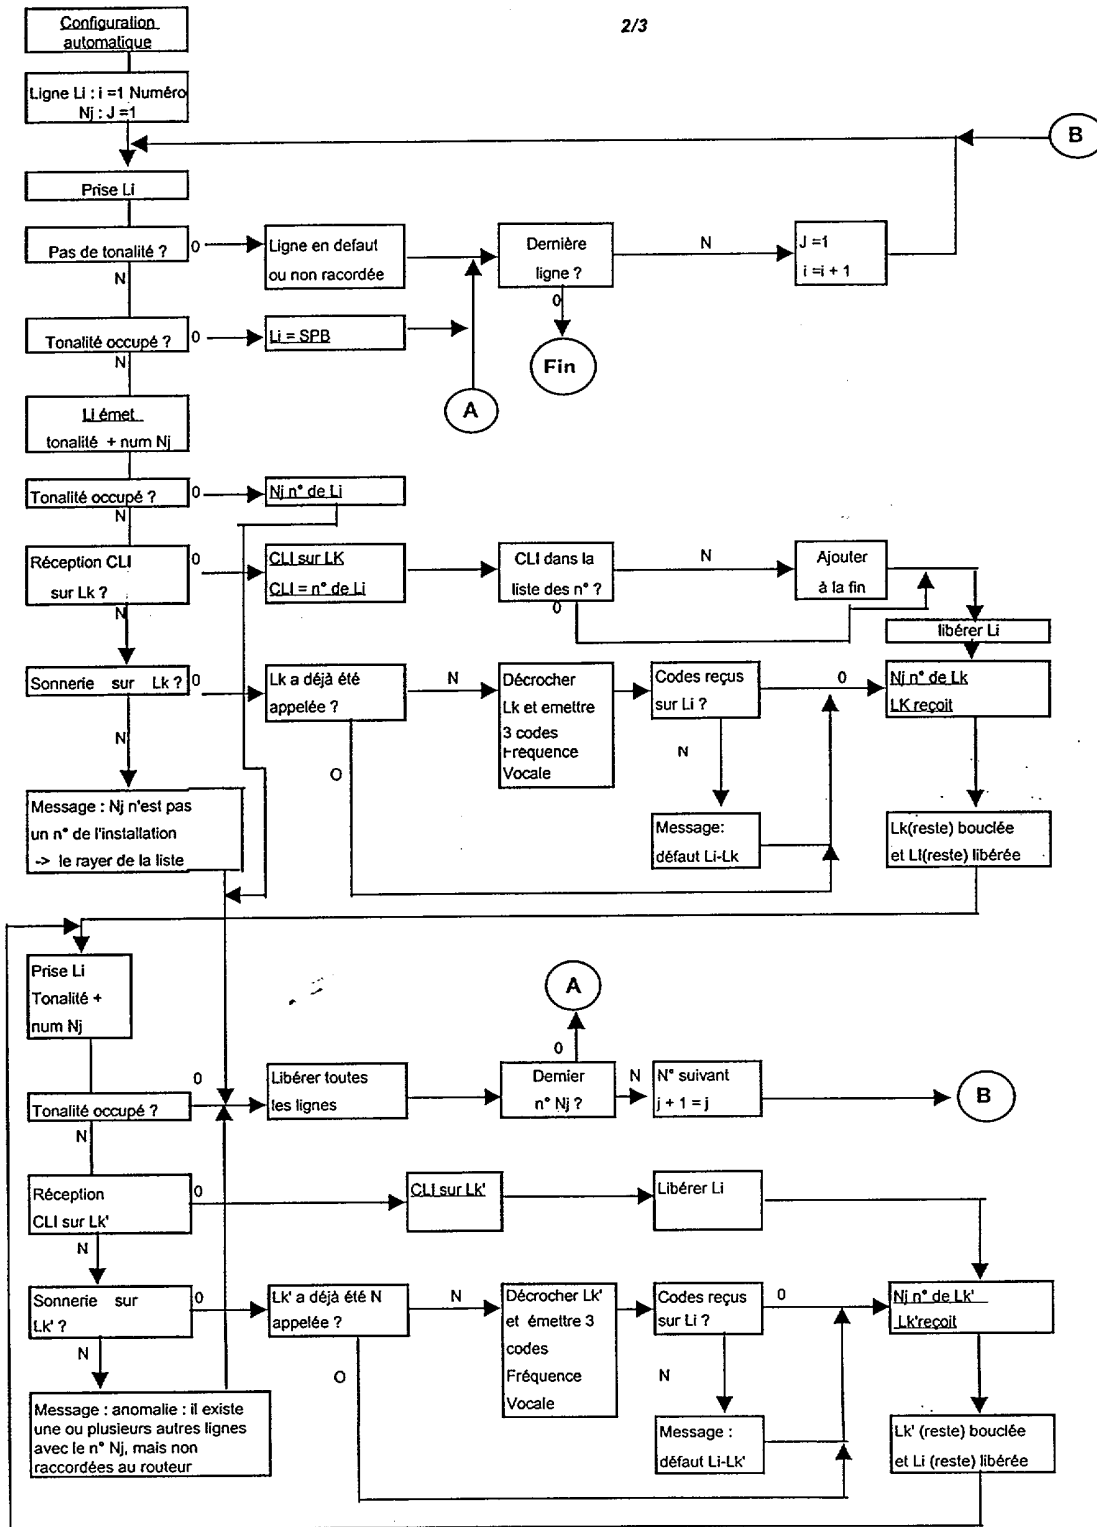 2/3
Configuration
automatique
Ligne Li : i =1 Numéro
Nj : J =1
B
Prise Li
Pas de tonalité ?
0
N
Ligne en defaut
ou non racordée
Dernière
ligne ?
N
0
J =1
i =i + 1
Tonalité occupé ?
0
N
Li = SPB
Fin
A
Li émet
tonalité + num Nj
Tonalité occupé ?
0
N
Nj n° de Li
Réception CLI
sur Lk ?
0
N
CLI sur LK
CLI = n° de Li
CLI dans la
liste des n° ?
N
0
Ajouter
à la fin
libérer Li
Sonnerie sur Lk ?
0
N
Lk a déjà été
appelée ?
N
O
Décrocher
Lk et emettre
3 codes
Fréquence
Vocale
Codes reçus
sur Li ?
0
N
Nj n° de Lk
LK reçoit
Message : Nj n'est pas
un n° de l'installation
-> le rayer de la liste
Message:
défaut Li-Lk
Lk(reste) bouclée
et LI(reste) libérée
Prise Li
Tonalité +
num Nj
A
0
Tonalité occupé ?
0
N
Libérer toutes
les lignes
Dernier
n° Nj ?
N
N° suivant
j + 1 = j
B
Réception
CLI sur Lk'
0
N
CLI sur Lk'
Libérer Li
Sonnerie sur
Lk' ?
0
N
Lk' a déjà été N
appelée ?
N
O
Décrocher Lk'
et émettre 3
codes
Fréquence
Vocale
Codes reçus
sur Li ?
0
N
Nj n° de Lk'
Lk'reçoit
Message : anomalie : il existe
une ou plusieurs autres lignes
avec le n° Nj, mais non
raccordées au routeur
Message :
défaut Li-Lk'
Lk' (reste) bouclée
et Li (reste) libérée